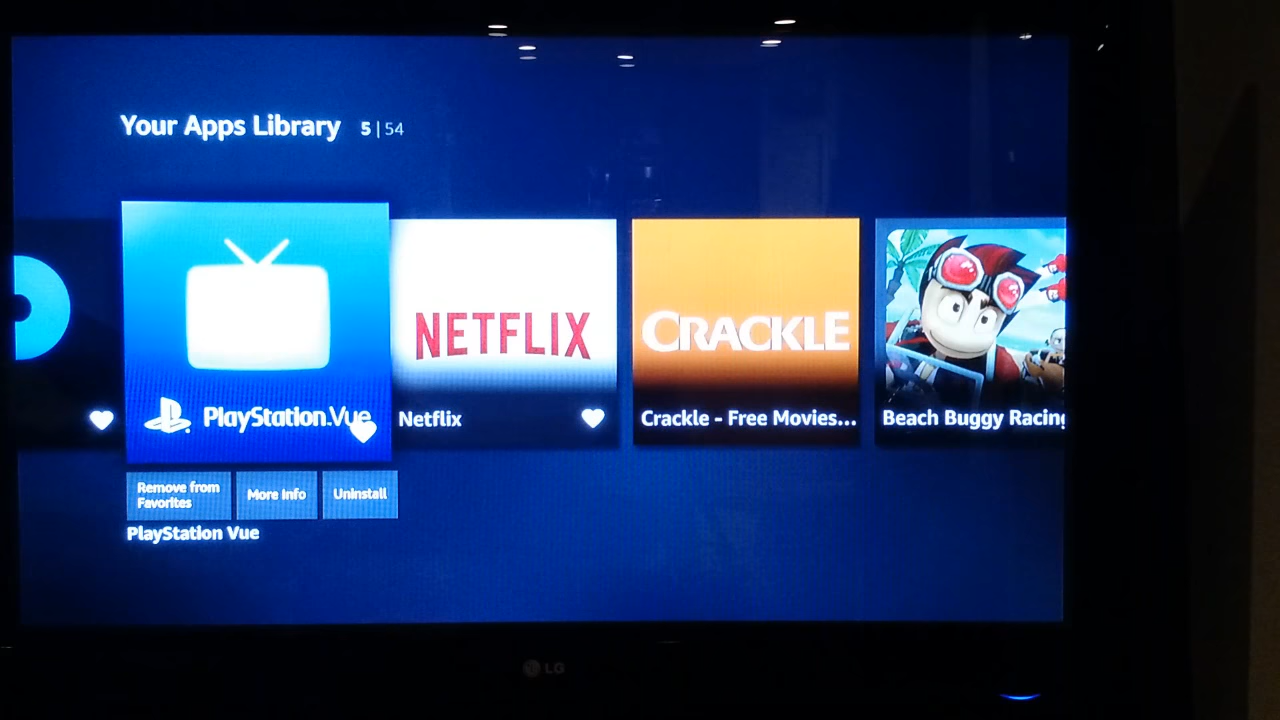 Your Apps Library 5 | 54
PlayStation.Vue
NETFLIX
Netflix
CRACKLE
Crackle - Free Movies...
Beach Buggy Racing
Remove from
Favorites
More Info
Uninstall
PlayStation Vue
LG